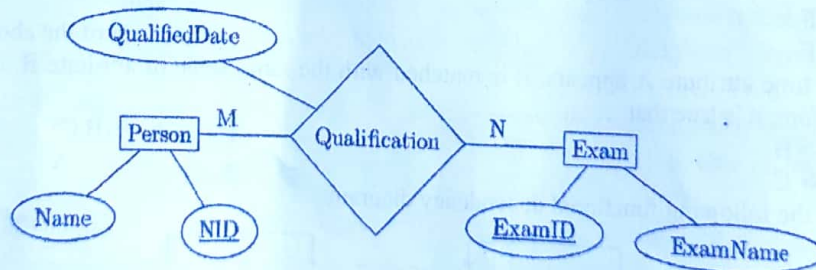 QualifiedDate
M
Person
Qualification
N
Exam
Name
NID
ExamID
ExamName